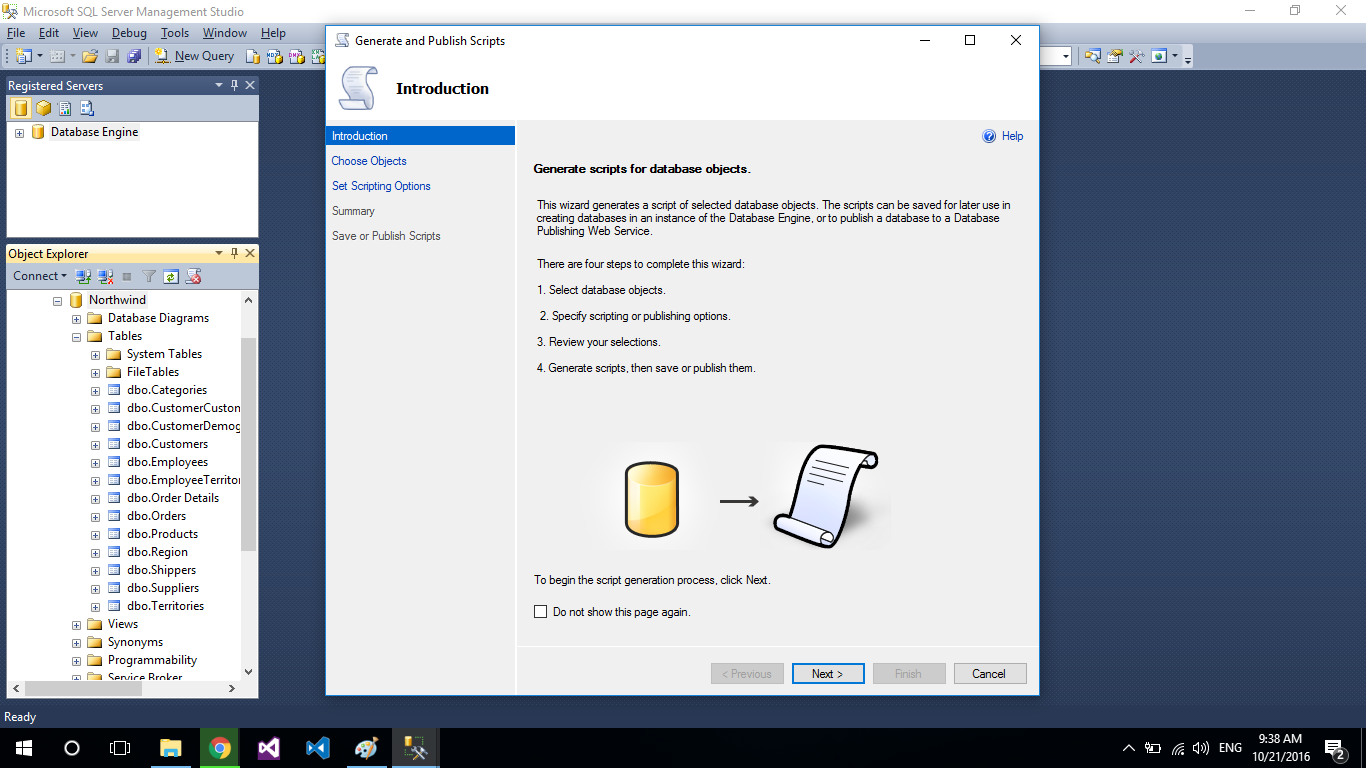 Microsoft SQL Server Management Studio
File Edit View Debug Tools Window Help
New Query
Registered Servers
Database Engine
Object Explorer
Connect
Northwind
Database Diagrams
Tables
System Tables
FileTables
dbo.Categories
dbo.CustomerCustom
dbo.CustomerDemog
dbo.Customers
dbo.Employees
dbo.EmployeeTerritor
dbo.Order Details
dbo.Orders
dbo.Products
dbo.Region
dbo.Shippers
dbo.Suppliers
dbo.Territories
Views
Synonyms
Programmability
Service Broker
Ready
Generate and Publish Scripts
Introduction
Introduction
Choose Objects
Set Scripting Options
Summary
Save or Publish Scripts
Help
Generate scripts for database objects.
This wizard generates a script of selected database objects. The scripts can be saved for later use in
creating databases in an instance of the Database Engine, or to publish a database to a Database
Publishing Web Service.
There are four steps to complete this wizard:
1. Select database objects.
2. Specify scripting or publishing options.
3. Review your selections.
4. Generate scripts, then save or publish them.
To begin the script generation process, click Next.
Do not show this page again.
< Previous Next > Finish Cancel
ENG
9:38 AM
10/21/2016
2